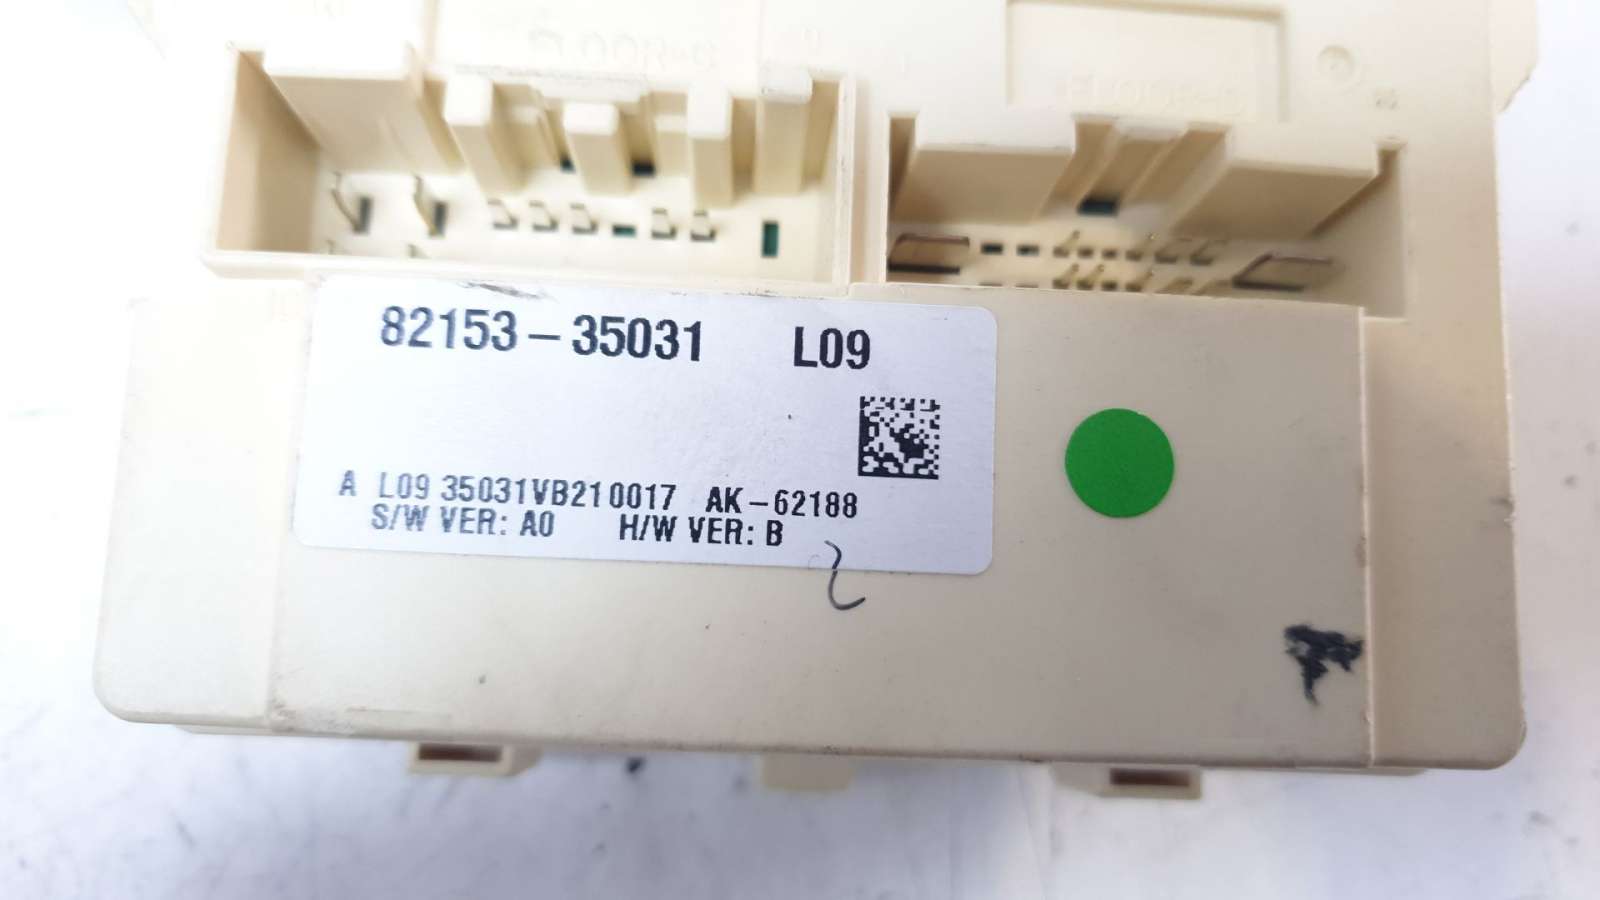 82153-35031 L09
A L09 35031VB210017 AK-62188
S/W VER: A0 H/W VER: B